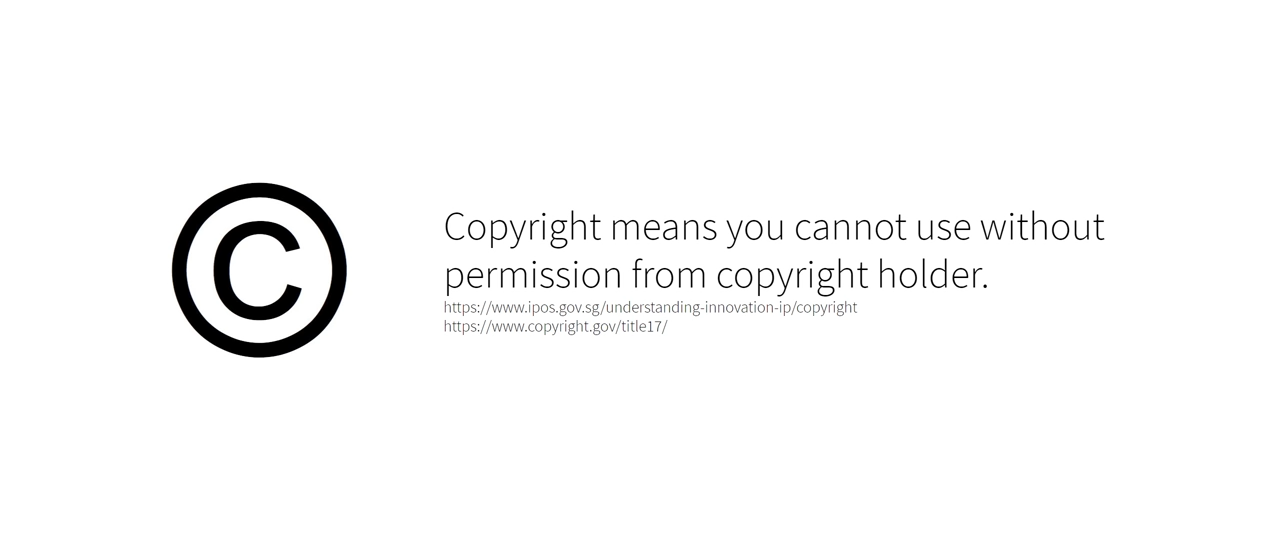 ©
Copyright means you cannot use without
permission from copyright holder.
https://www.ipos.gov.sg/understanding-innovation-ip/copyright
https://www.copyright.gov/title17/